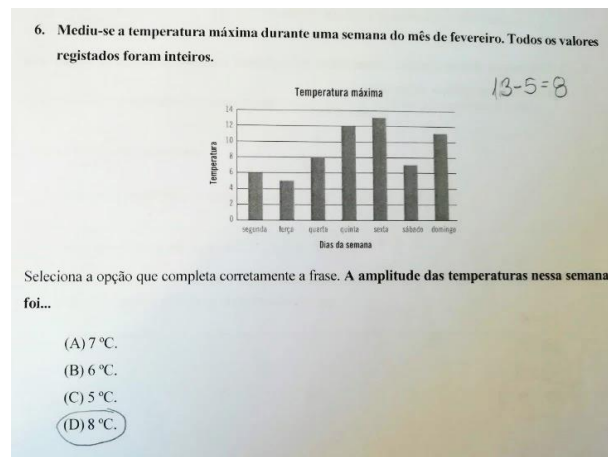 6. Mediu-se a temperatura máxima durante uma semana do mês de fevereiro. Todos os valores
registados foram inteiros.
13-5=8
Temperatura máxima
14
12
10
8
6
4
2
0
Temperatura
segunda terça quarta quinta sexta sábado domingo
Dias da semana
Seleciona a opção que completa corretamente a frase. A amplitude das temperaturas nessa semana
foi...
(A) 7 ºC.
(B) 6 ºC.
(C) 5 ºC.
(D) 8 ºC.